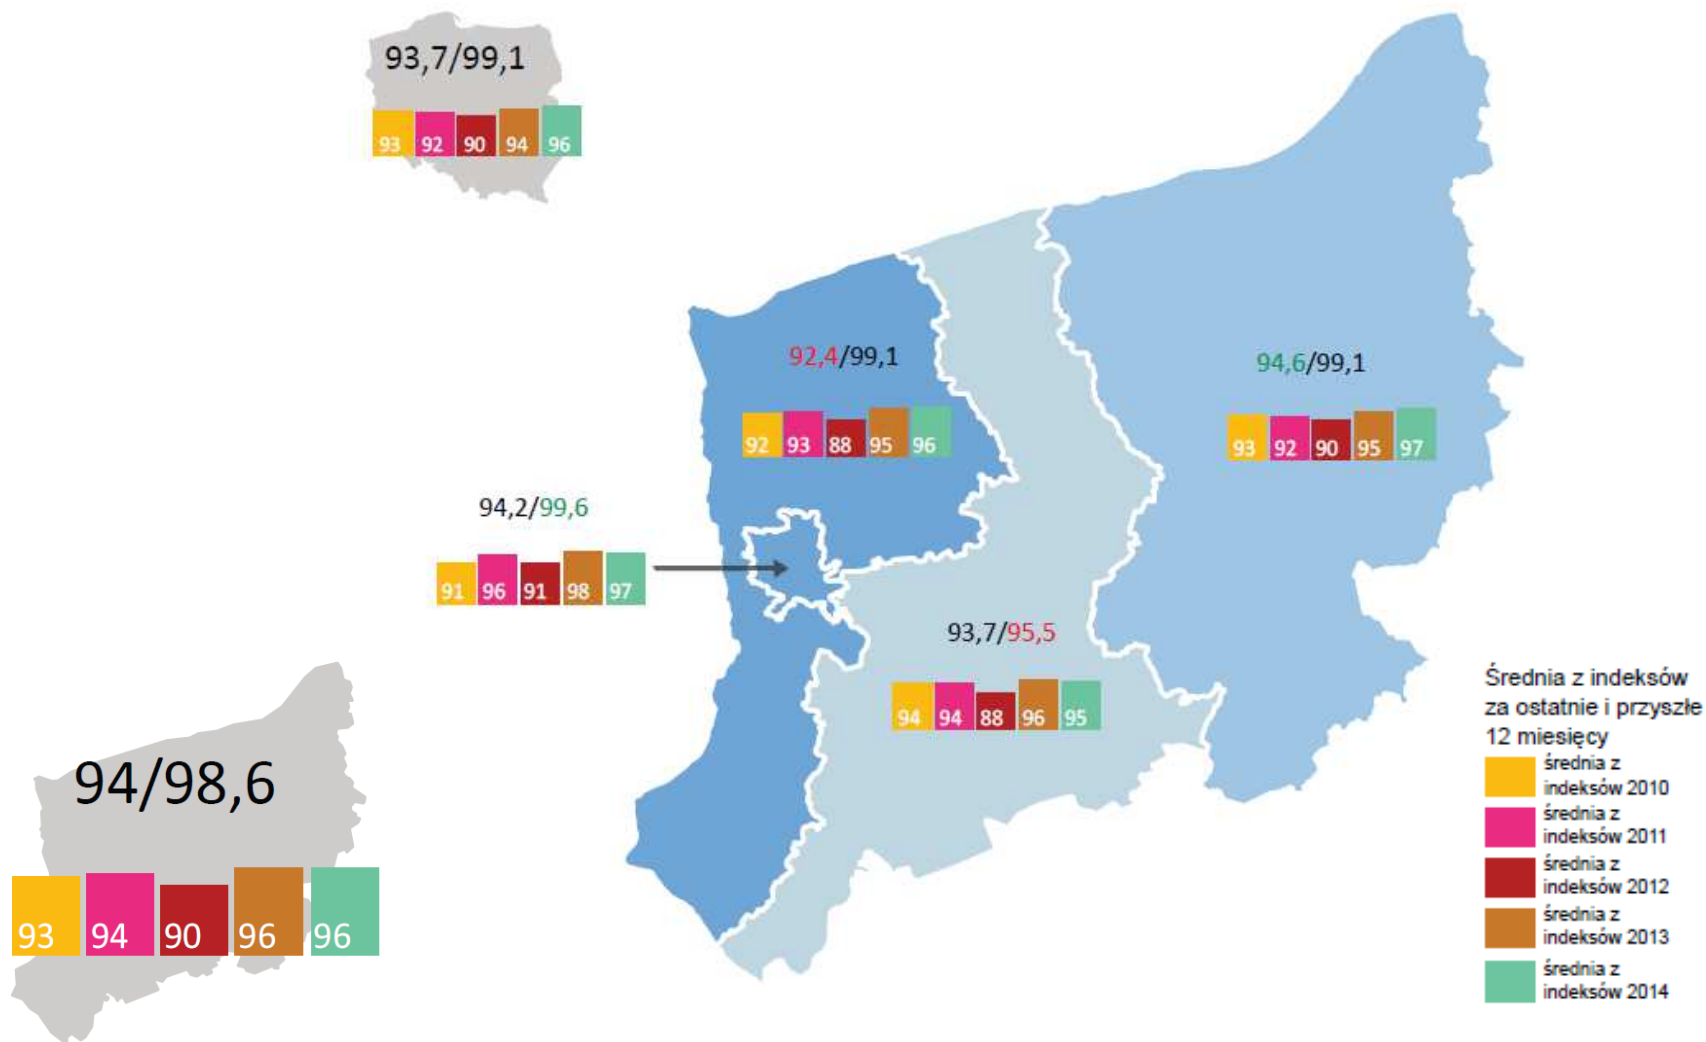 93,7/99,1
93 92 90 94 96
92,4/99,1
92 93 88 95 96
94,6/99,1
93 92 90 95 97
94,2/99,6
91 96 91 98 97
93,7/95,5
94 94 88 96 95
94/98,6
93 94 90 96 96
Średnia z indeksów
za ostatnie i przyszłe
12 miesięcy
średnia z
indeksów 2010
średnia z
indeksów 2011
średnia z
indeksów 2012
średnia z
indeksów 2013
średnia z
indeksów 2014